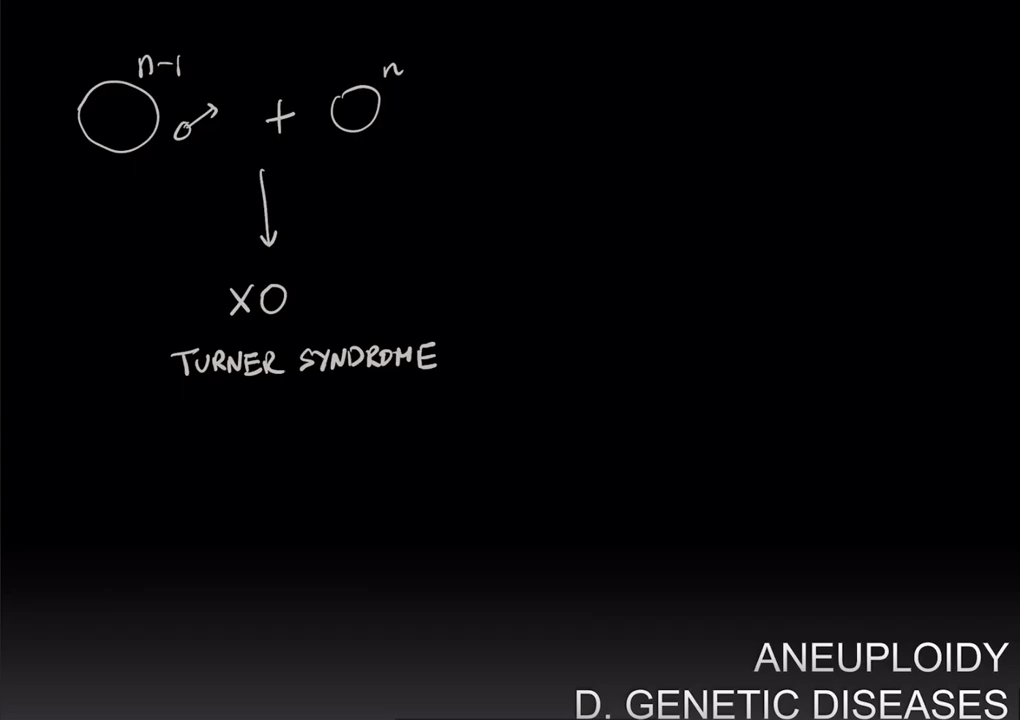 n-1
♂ + n
XO
TURNER SYNDROME
ANEUPLOIDY
D. GENETIC DISEASES